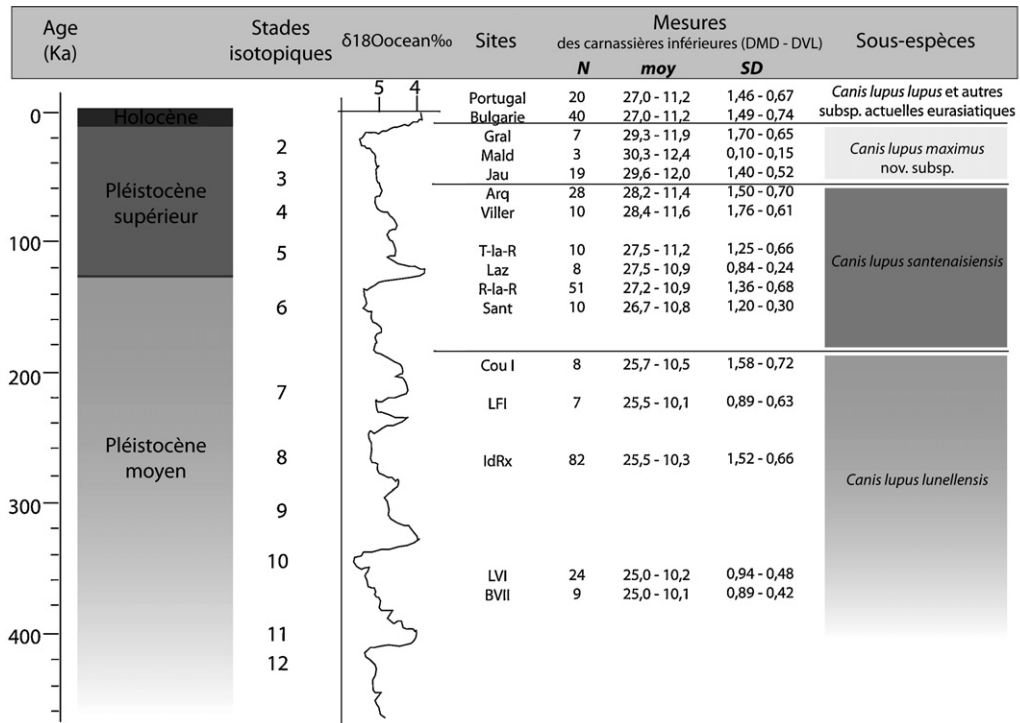 Age
(Ka)
Stades
isotopiques
δ18Oocean‰
Sites
Mesures
des carnassières inférieures (DMD - DVL)
N moy SD
Sous-espèces
5 4
0
100
200
300
400
Holocène
Pléistocène
supérieur
Pléistocène
moyen
2
3
4
5
6
7
8
9
10
11
12
Portugal 20 27,0 - 11,2 1,46 - 0,67
Bulgarie 40 27,0 - 11,2 1,49 - 0,74
Gral 7 29,3 - 11,9 1,70 - 0,65
Mald 3 30,3 - 12,4 0,10 - 0,15
Jau 19 29,6 - 12,0 1,40 - 0,52
Arq 28 28,2 - 11,4 1,50 - 0,70
Viller 10 28,4 - 11,6 1,76 - 0,61
T-la-R 10 27,5 - 11,2 1,25 - 0,66
Laz 8 27,5 - 10,9 0,84 - 0,24
R-la-R 51 27,2 - 10,9 1,36 - 0,68
Sant 10 26,7 - 10,8 1,20 - 0,30
Cou I 8 25,7 - 10,5 1,58 - 0,72
LFI 7 25,5 - 10,1 0,89 - 0,63
IdRx 82 25,5 - 10,3 1,52 - 0,66
LVI 24 25,0 - 10,2 0,94 - 0,48
BVII 9 25,0 - 10,1 0,89 - 0,42
Canis lupus lupus et autres
subsp. actuelles eurasiatiques
Canis lupus maximus
nov. subsp.
Canis lupus santenaisiensis
Canis lupus lunellensis